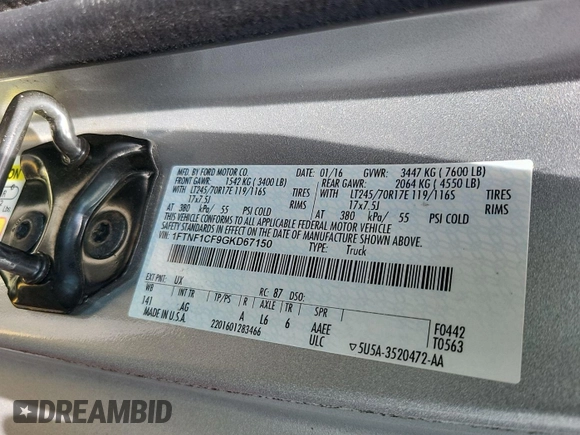 MFD. BY FORD MOTOR CO.
01/16 GVWR: 3447 KG ( 7600 LB)
FRONT GAWR: 1542 KG ( 3400 LB)
REAR GAWR: 2064 KG ( 4550 LB)
WITH LT245/70R17E 119/116S TIRES
WITH LT245/70R17E 119/116S TIRES
17x7.5J
17x7.5J
AT 380 kPa/ 55 PSI COLD
AT 380 kPa/ 55 PSI COLD
THIS VEHICLE CONFORMS TO ALL APPLICABLE FEDERAL MOTOR VEHICLE
SAFETY STANDARD IN EFFECT ON THE DATE OF MANUFACTURE SHOWN ABOVE.
VIN: 1FTNF1CF9GKD67150
TYPE: Truck
EXT PNT: UX RC: 87 DSO:
WB INT TR TP/PS R AXLE TR SPR
141 AG A L6 6 AAEE
F0442
MADE IN U.S.A. ULC
T0563
2201601283466
5U5A-3520472-AA
DREAMBID